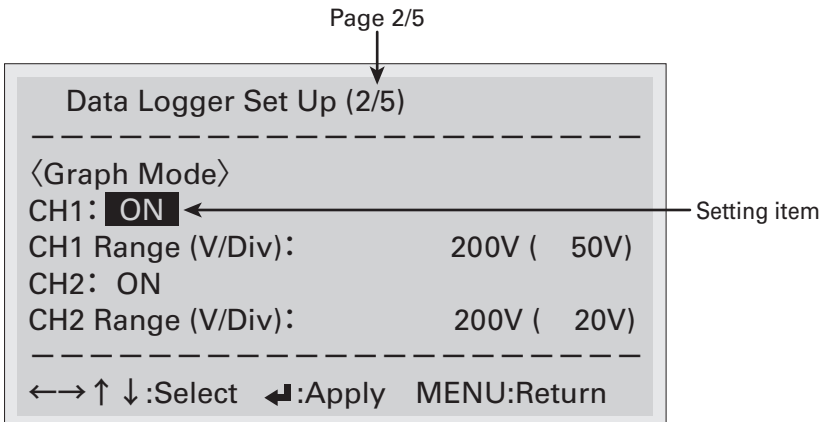 Page 2/5
Data Logger Set Up (2/5)
〈Graph Mode〉
CH1: ON
Setting item
CH1 Range (V/Div): 200V ( 50V)
CH2: ON
CH2 Range (V/Div): 200V ( 20V)
←→↑↓:Select ↵:Apply MENU:Return